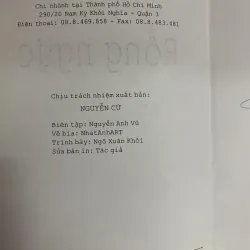 Chi nhánh tại Thành phố Hồ Chí Minh
290/20 Nam Kỳ Khởi Nghĩa - Quận 3
Điện thoại: 08.8.469.858 - Fax: 08.8.483.481
Rồng ngọc
Chịu trách nhiệm xuất bản:
NGUYỄN CỪ
Biên tập: Nguyễn Anh Vũ
Vẽ bìa: NhatAnhART
Trình bày: Ngô Xuân Khôi
Sửa bản in: Tác giả